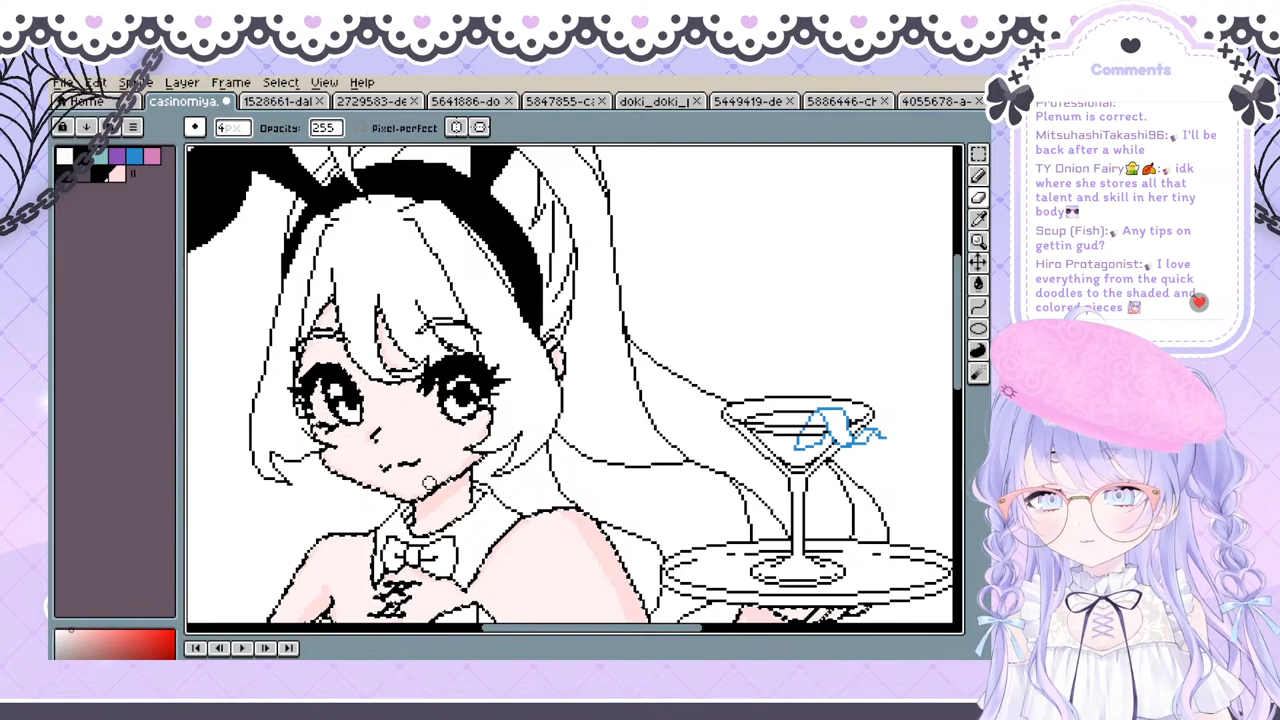 Comments
Professional:
Plenum is correct.
MitsuhashiTakashi96: I'll be
back after a while
TY Onion Fairy: idk
where she stores all that
talent and skill in her tiny
body
Scup (Fish): Any tips on
gettin gud?
Hiro Protagonist: I love
everything from the quick
doodles to the shaded and
colored pieces
File Edit Sprite Layer Frame Select View Help
Home casinomiya. 1528661-dal 2729583-de 5641886-do 5847855-ca doki_doki_ 5449419-de 5886446-ch 4055678-a-
4px Opacity: 255 Pixel-perfect